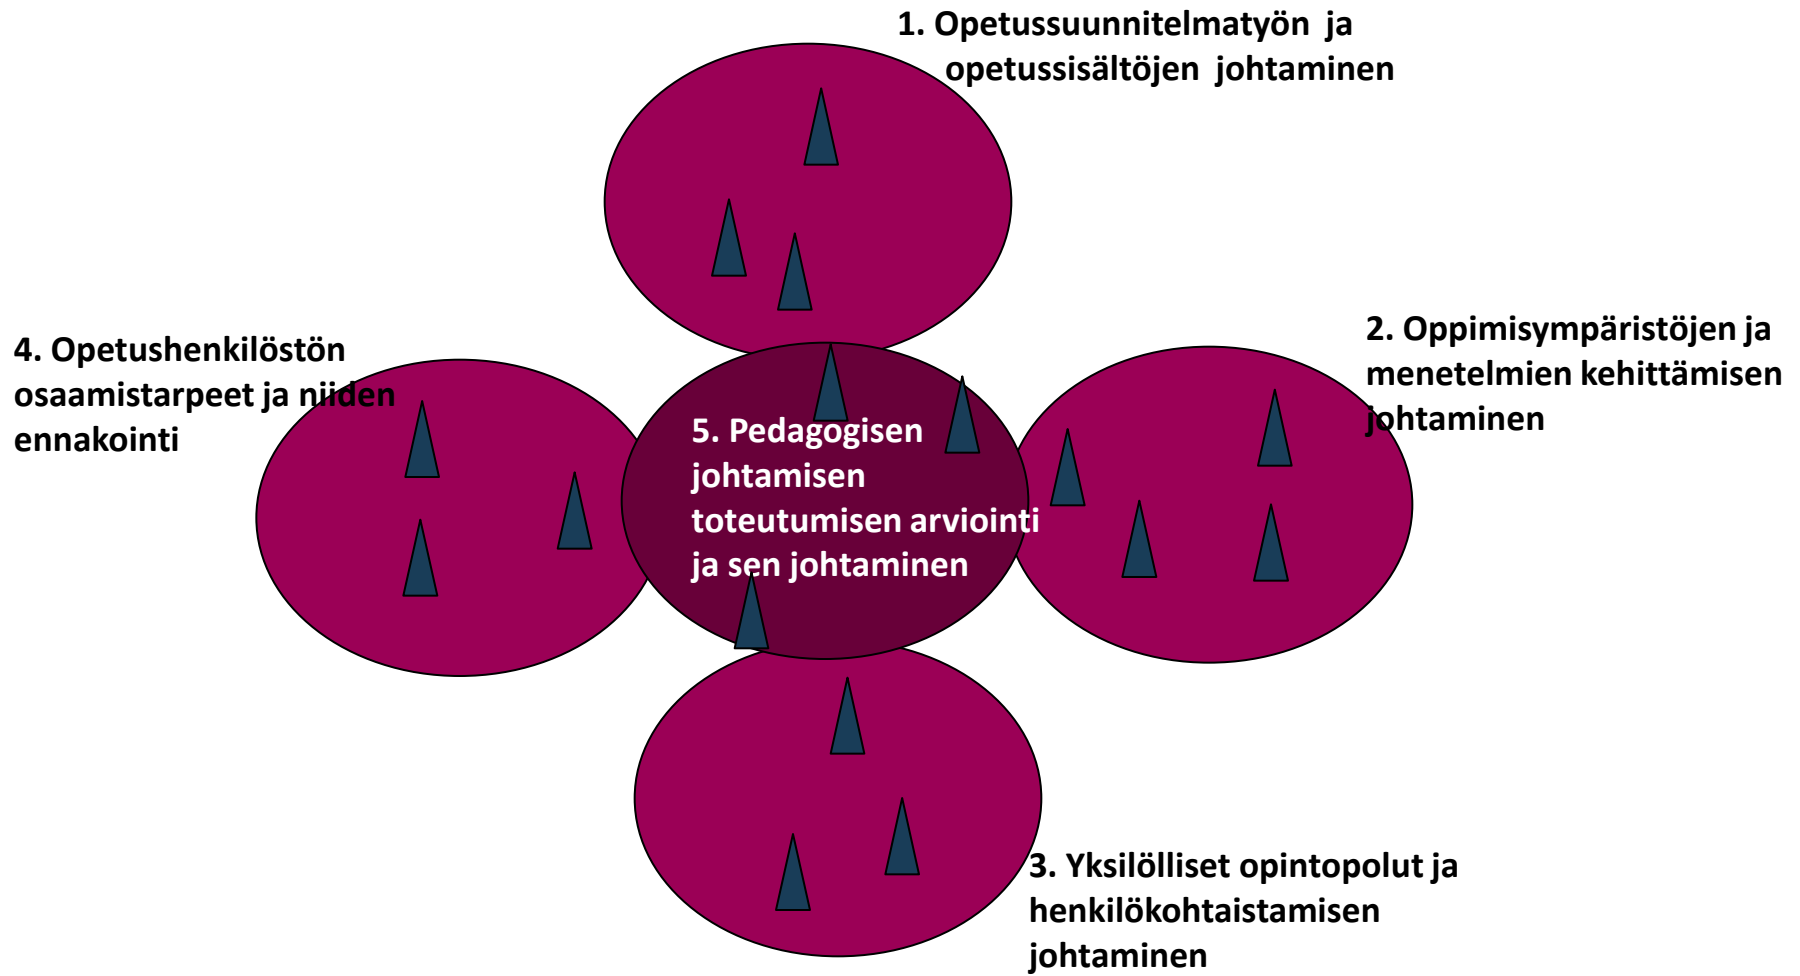 1. Opetussuunnitelmatyön ja
opetussisältöjen johtaminen
2. Oppimisympäristöjen ja
menetelmien kehittämisen
johtaminen
3. Yksilölliset opintopolut ja
henkilökohtaistamisen
johtaminen
4. Opetushenkilöstön
osaamistarpeet ja niiden
ennakointi
5. Pedagogisen
johtamisen
toteutumisen arviointi
ja sen johtaminen